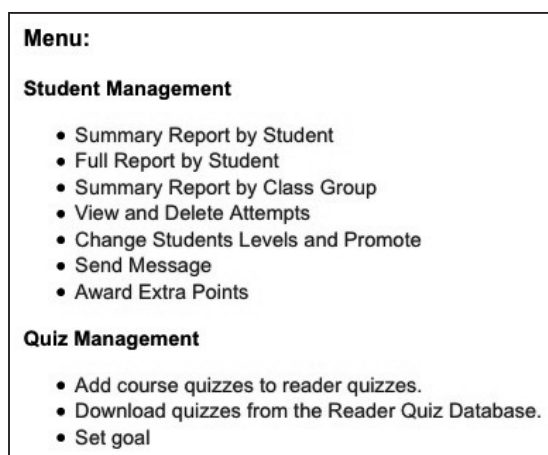 Menu:
Student Management
• Summary Report by Student
• Full Report by Student
• Summary Report by Class Group
• View and Delete Attempts
• Change Students Levels and Promote
• Send Message
• Award Extra Points
Quiz Management
• Add course quizzes to reader quizzes.
• Download quizzes from the Reader Quiz Database.
• Set goal